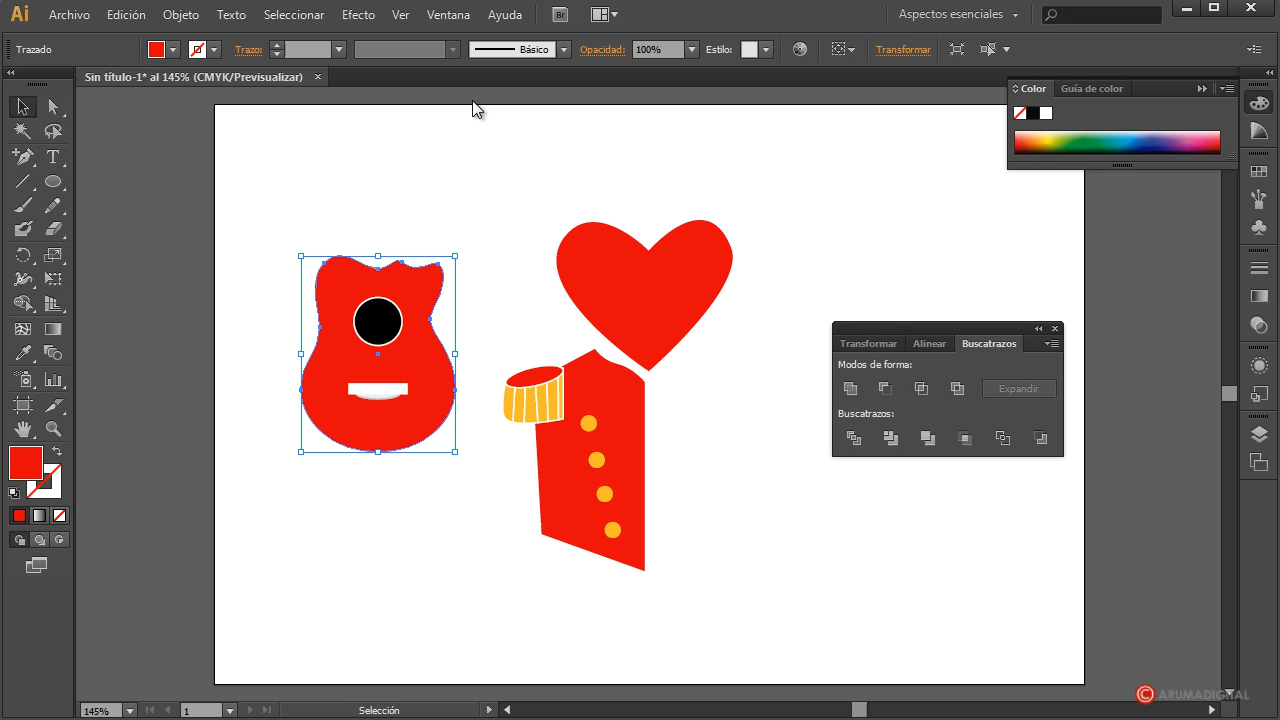 Ai Archivo Edición Objeto Texto Seleccionar Efecto Ver Ventana Ayuda Br Aspectos esenciales
Trazado Trazo: Básico Opacidad: 100% Estilo: Transformar
Sin título-1* al 145% (CMYK/Previsualizar) ×
Color Guía de color
Transformar Alinear Buscatrazos
Modos de forma:
Expandir
Buscatrazos:
© ARUMADIGITAL
145% 1 Selección